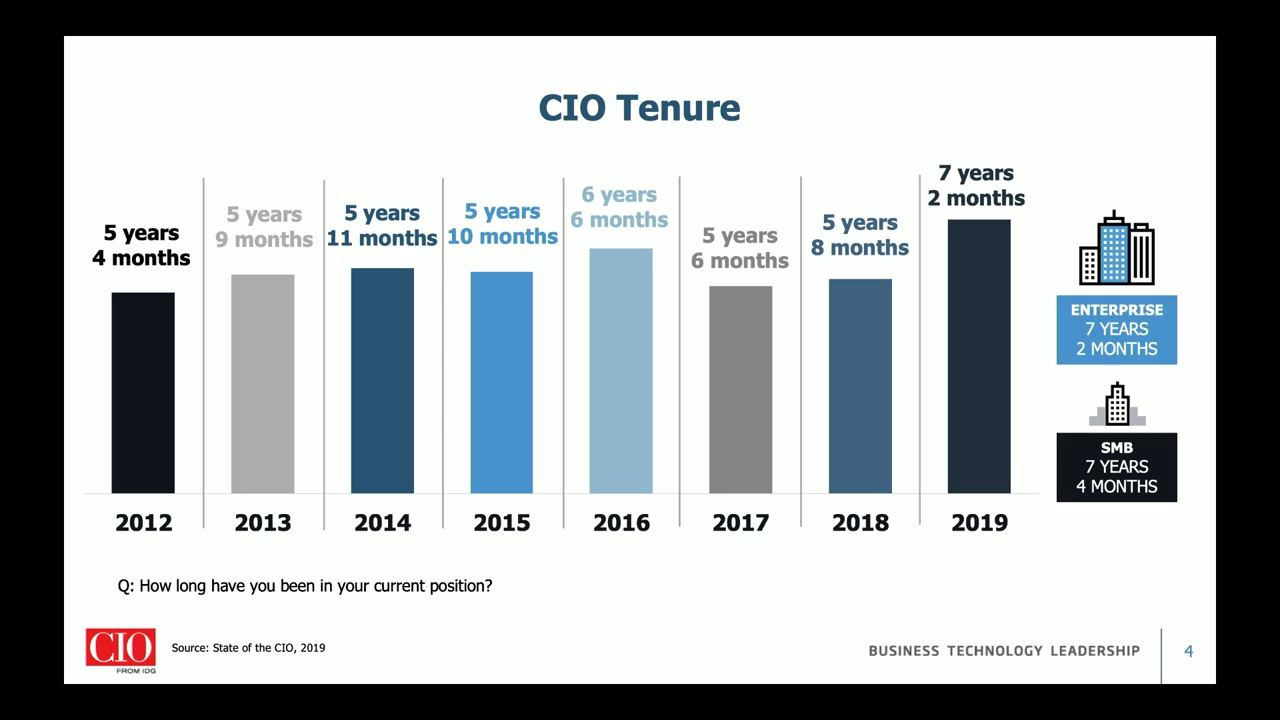 CIO Tenure
5 years
4 months
5 years
9 months
5 years
11 months
5 years
10 months
6 years
6 months
5 years
6 months
5 years
8 months
7 years
2 months
2012
2013
2014
2015
2016
2017
2018
2019
ENTERPRISE
7 YEARS
2 MONTHS
SMB
7 YEARS
4 MONTHS
Q: How long have you been in your current position?
CIO
FROM IDG
Source: State of the CIO, 2019
BUSINESS TECHNOLOGY LEADERSHIP
4